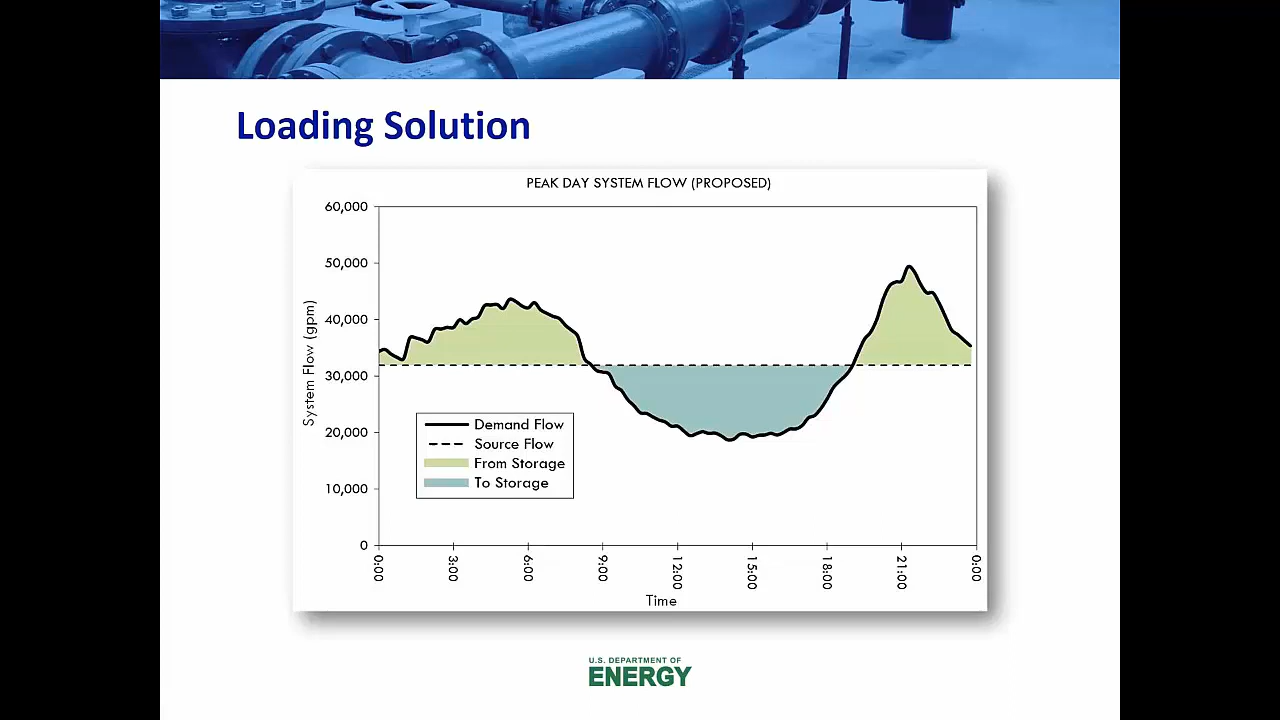 Loading Solution
PEAK DAY SYSTEM FLOW (PROPOSED)
60,000
50,000
40,000
30,000
20,000
10,000
0
System Flow (gpm)
Demand Flow
Source Flow
From Storage
To Storage
0:00
3:00
6:00
9:00
12:00
15:00
18:00
21:00
0:00
Time
U.S. DEPARTMENT OF
ENERGY